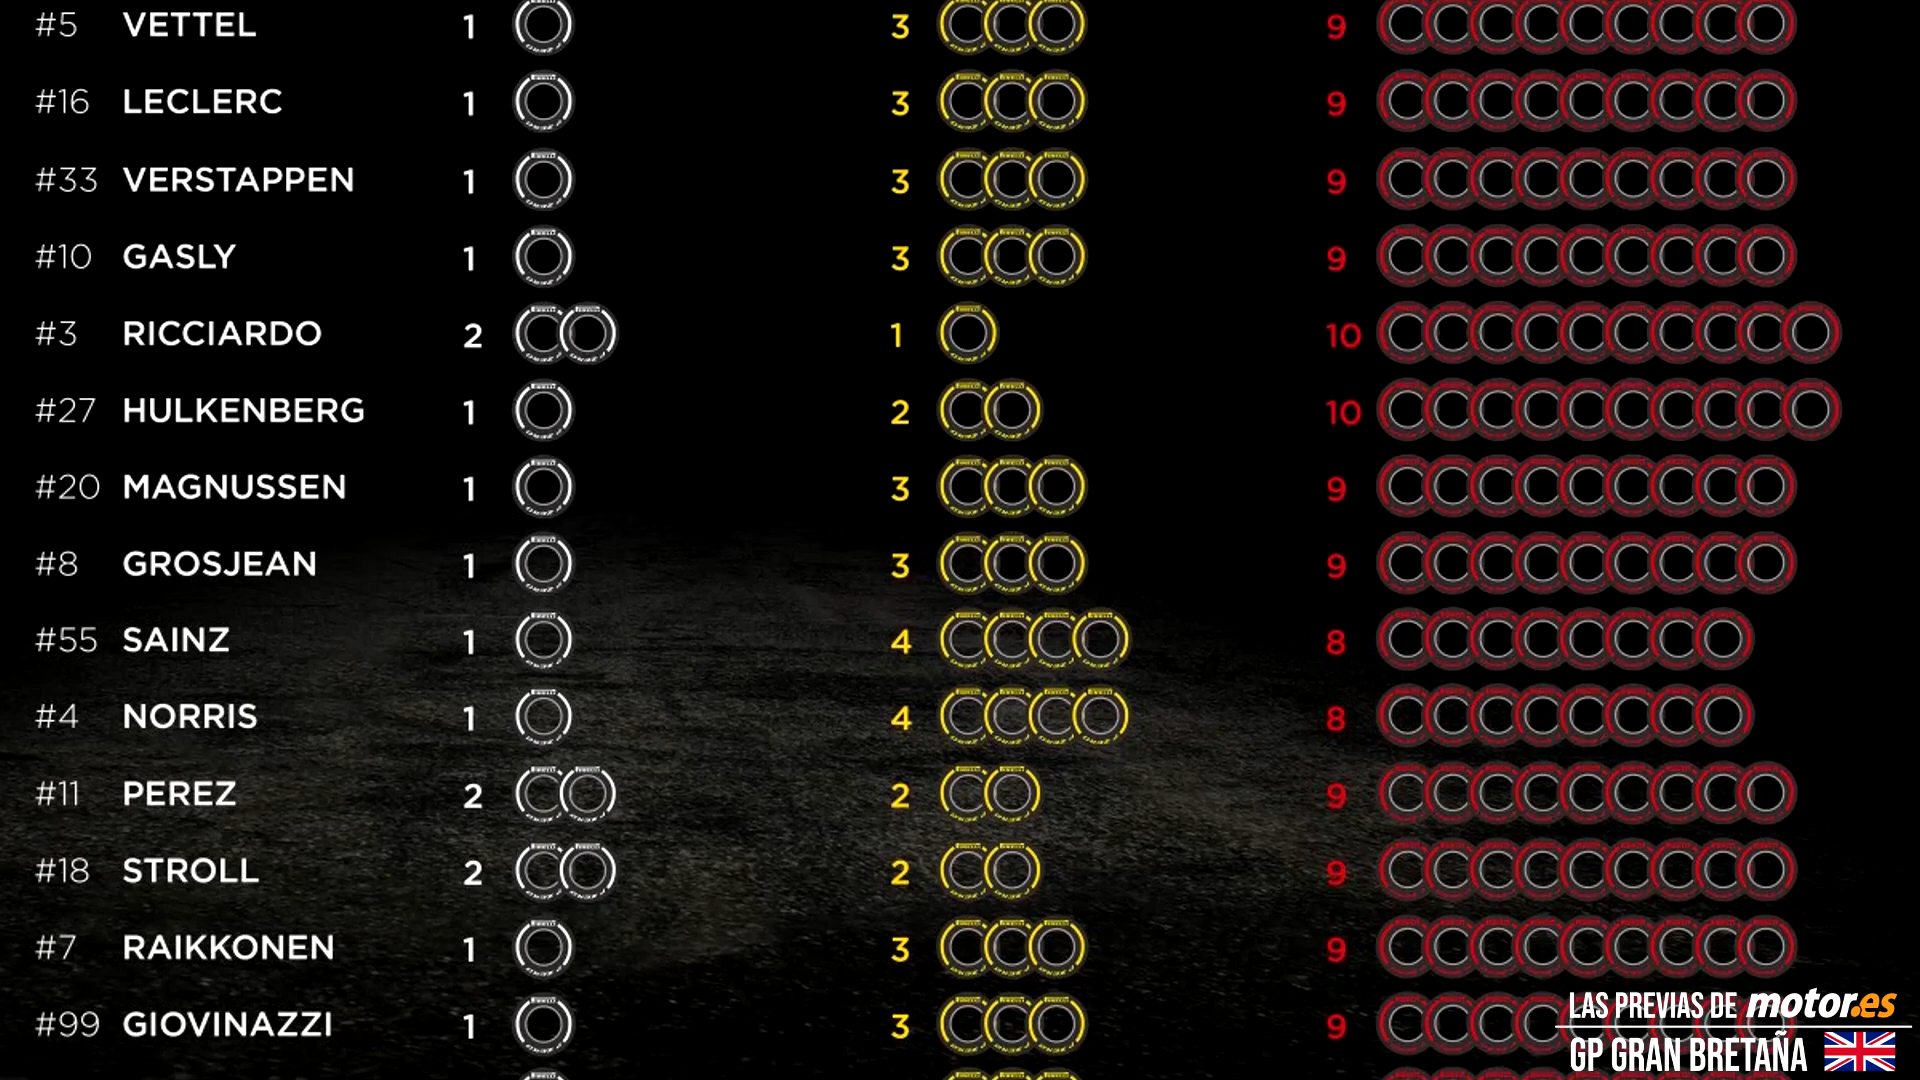 #5 VETTEL 1 3 9
#16 LECLERC 1 3 9
#33 VERSTAPPEN 1 3 9
#10 GASLY 1 3 9
#3 RICCIARDO 2 1 10
#27 HULKENBERG 1 2 10
#20 MAGNUSSEN 1 3 9
#8 GROSJEAN 1 3 9
#55 SAINZ 1 4 8
#4 NORRIS 1 4 8
#11 PEREZ 2 2 9
#18 STROLL 2 2 9
#7 RAIKKONEN 1 3 9
#99 GIOVINAZZI 1 3 9
LAS PREVIAS DE motor.es
GP GRAN BRETAÑA